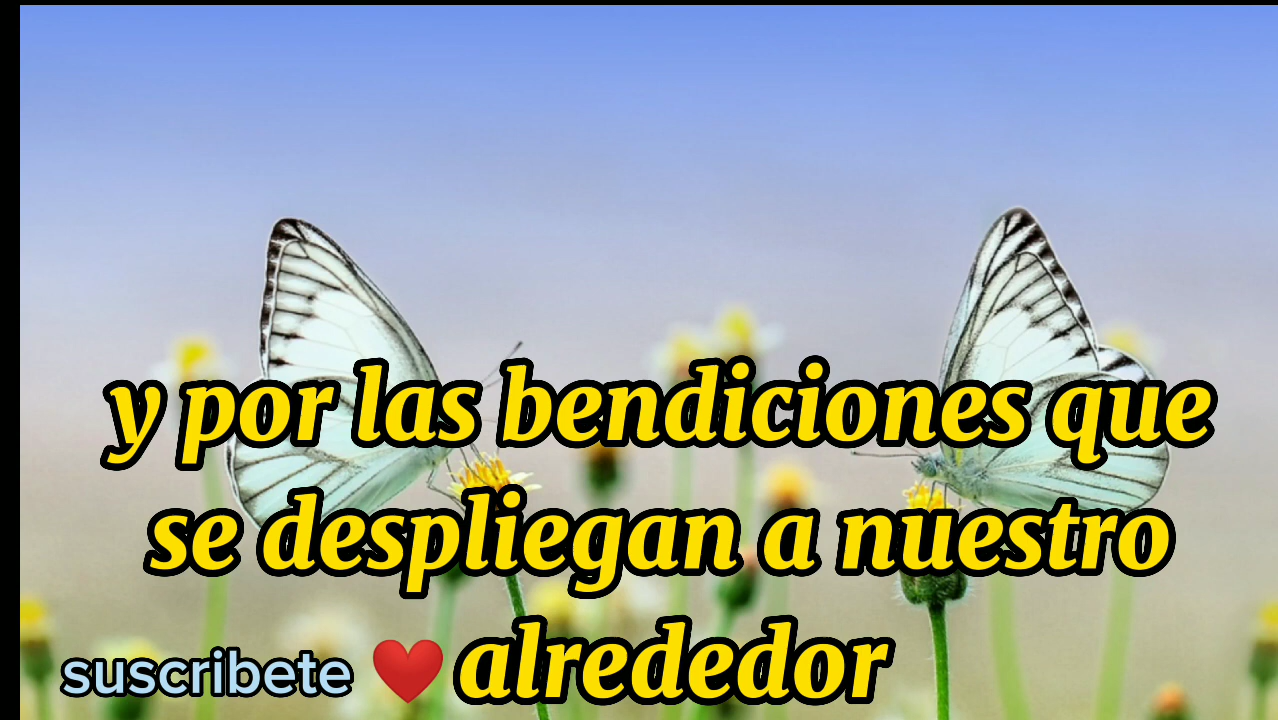 y por las bendiciones que
se despliegan a nuestro
alrededor
suscribete